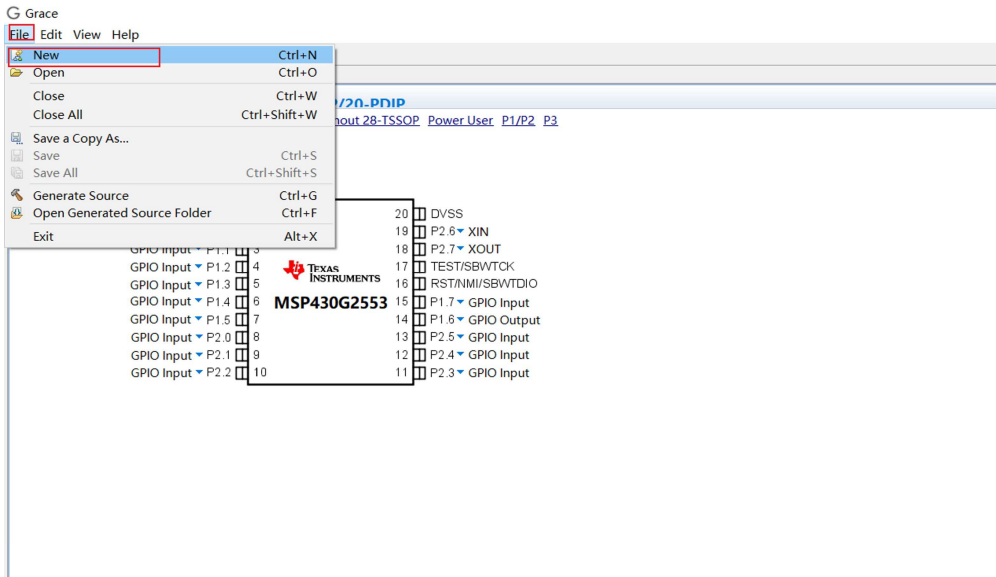 Grace
File Edit View Help
New Ctrl+N
Open Ctrl+O
Close Ctrl+W
Close All Ctrl+Shift+W
Save a Copy As...
Save Ctrl+S
Save All Ctrl+Shift+S
Generate Source Ctrl+G
Open Generated Source Folder Ctrl+F
Exit Alt+X
/20-PDIP
out 28-TSSOP Power User P1/P2 P3
20 DVSS
19 P2.6 XIN
GPIO Input P1.1 3 18 P2.7 XOUT
GPIO Input P1.2 4 17 TEST/SBWTCK
GPIO Input P1.3 5 16 RST/NMI/SBWTDIO
GPIO Input P1.4 6 15 P1.7 GPIO Input
GPIO Input P1.5 7 14 P1.6 GPIO Output
GPIO Input P2.0 8 13 P2.5 GPIO Input
GPIO Input P2.1 9 12 P2.4 GPIO Input
GPIO Input P2.2 10 11 P2.3 GPIO Input
TEXAS
INSTRUMENTS
MSP430G2553